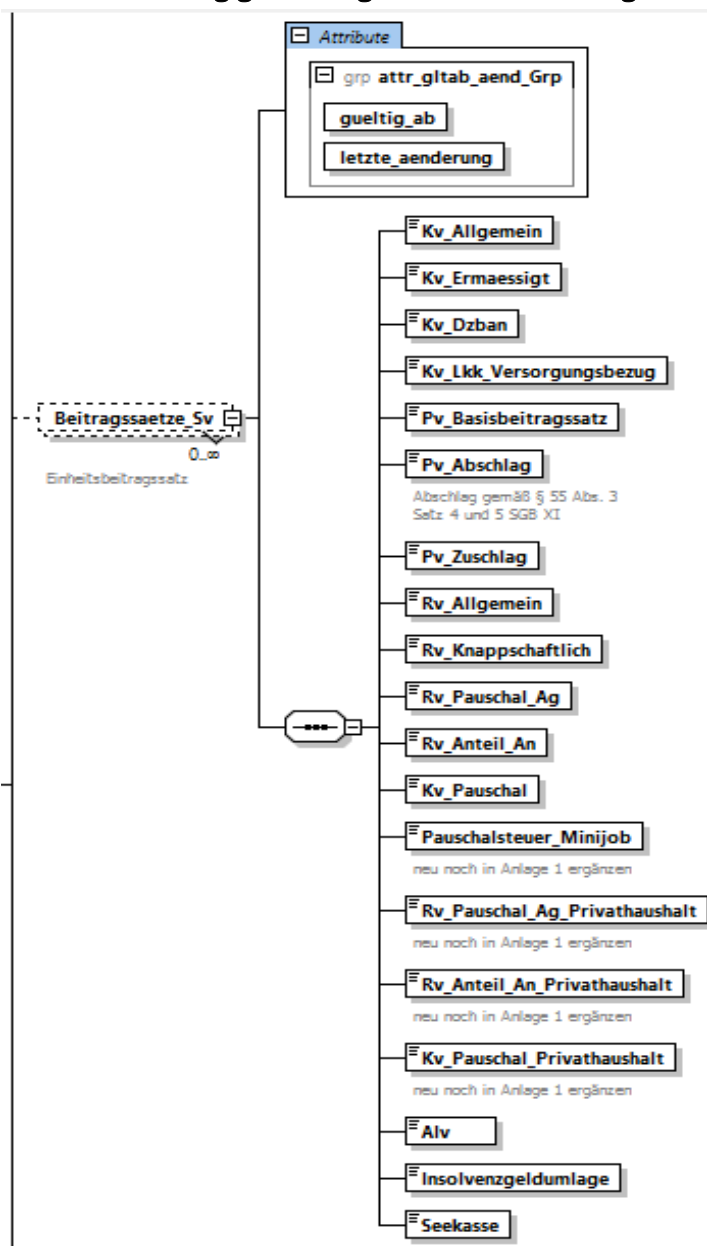 Attribute
grp attr_gltab_aend_Grp
gueltig_ab
letzte_aenderung
Kv_Allgemein
Kv_Ermaessigt
Kv_Dzban
Kv_Lkk_Versorgungsbezug
Beitragssaetze_Sv
0..∞
Einheitsbeitragssatz
Pv_Basisbeitragssatz
Pv_Abschlag
Abschlag gemäß § 55 Abs. 3
Satz 4 und 5 SGB XI
Pv_Zuschlag
Rv_Allgemein
Rv_Knappschaftlich
Rv_Pauschal_Ag
Rv_Anteil_An
Kv_Pauschal
Pauschalsteuer_Minijob
neu noch in Anlage 1 ergänzen
Rv_Pauschal_Ag_Privathaushalt
neu noch in Anlage 1 ergänzen
Rv_Anteil_An_Privathaushalt
neu noch in Anlage 1 ergänzen
Kv_Pauschal_Privathaushalt
neu noch in Anlage 1 ergänzen
Alv
Insolvenzgeldumlage
Seekasse